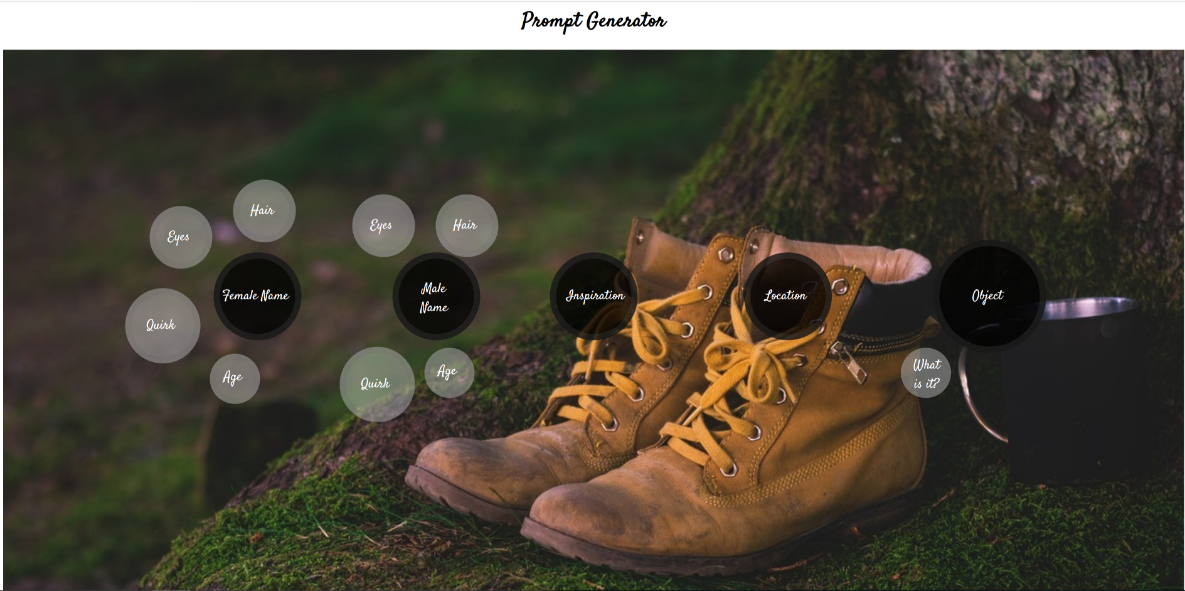 Prompt Generator
Hair
Eyes
Female Name
Quirk
Age
Eyes
Hair
Male
Name
Quirk
Age
Inspiration
Location
Object
What
is it?